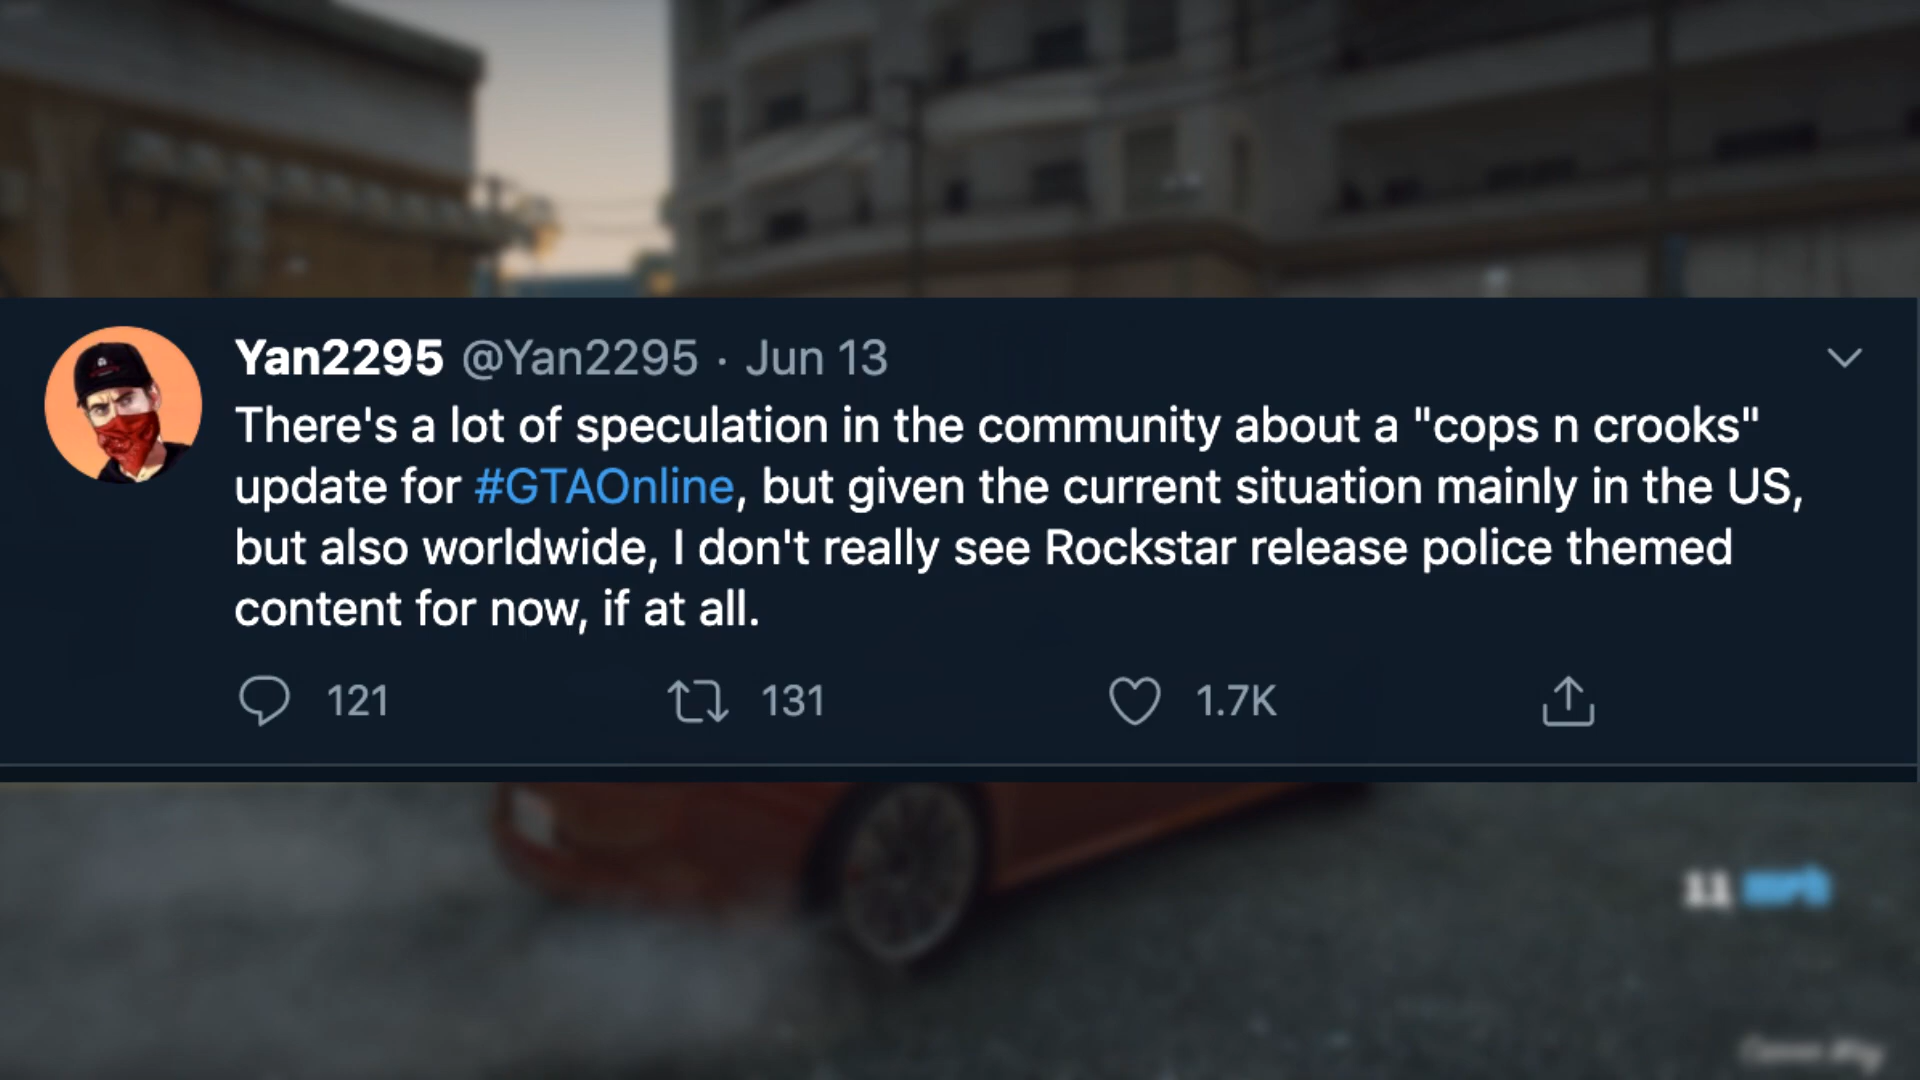 Yan2295 @Yan2295 · Jun 13
There's a lot of speculation in the community about a "cops n crooks"
update for #GTAOnline, but given the current situation mainly in the US,
but also worldwide, I don't really see Rockstar release police themed
content for now, if at all.
121 131 1.7K
11 mph